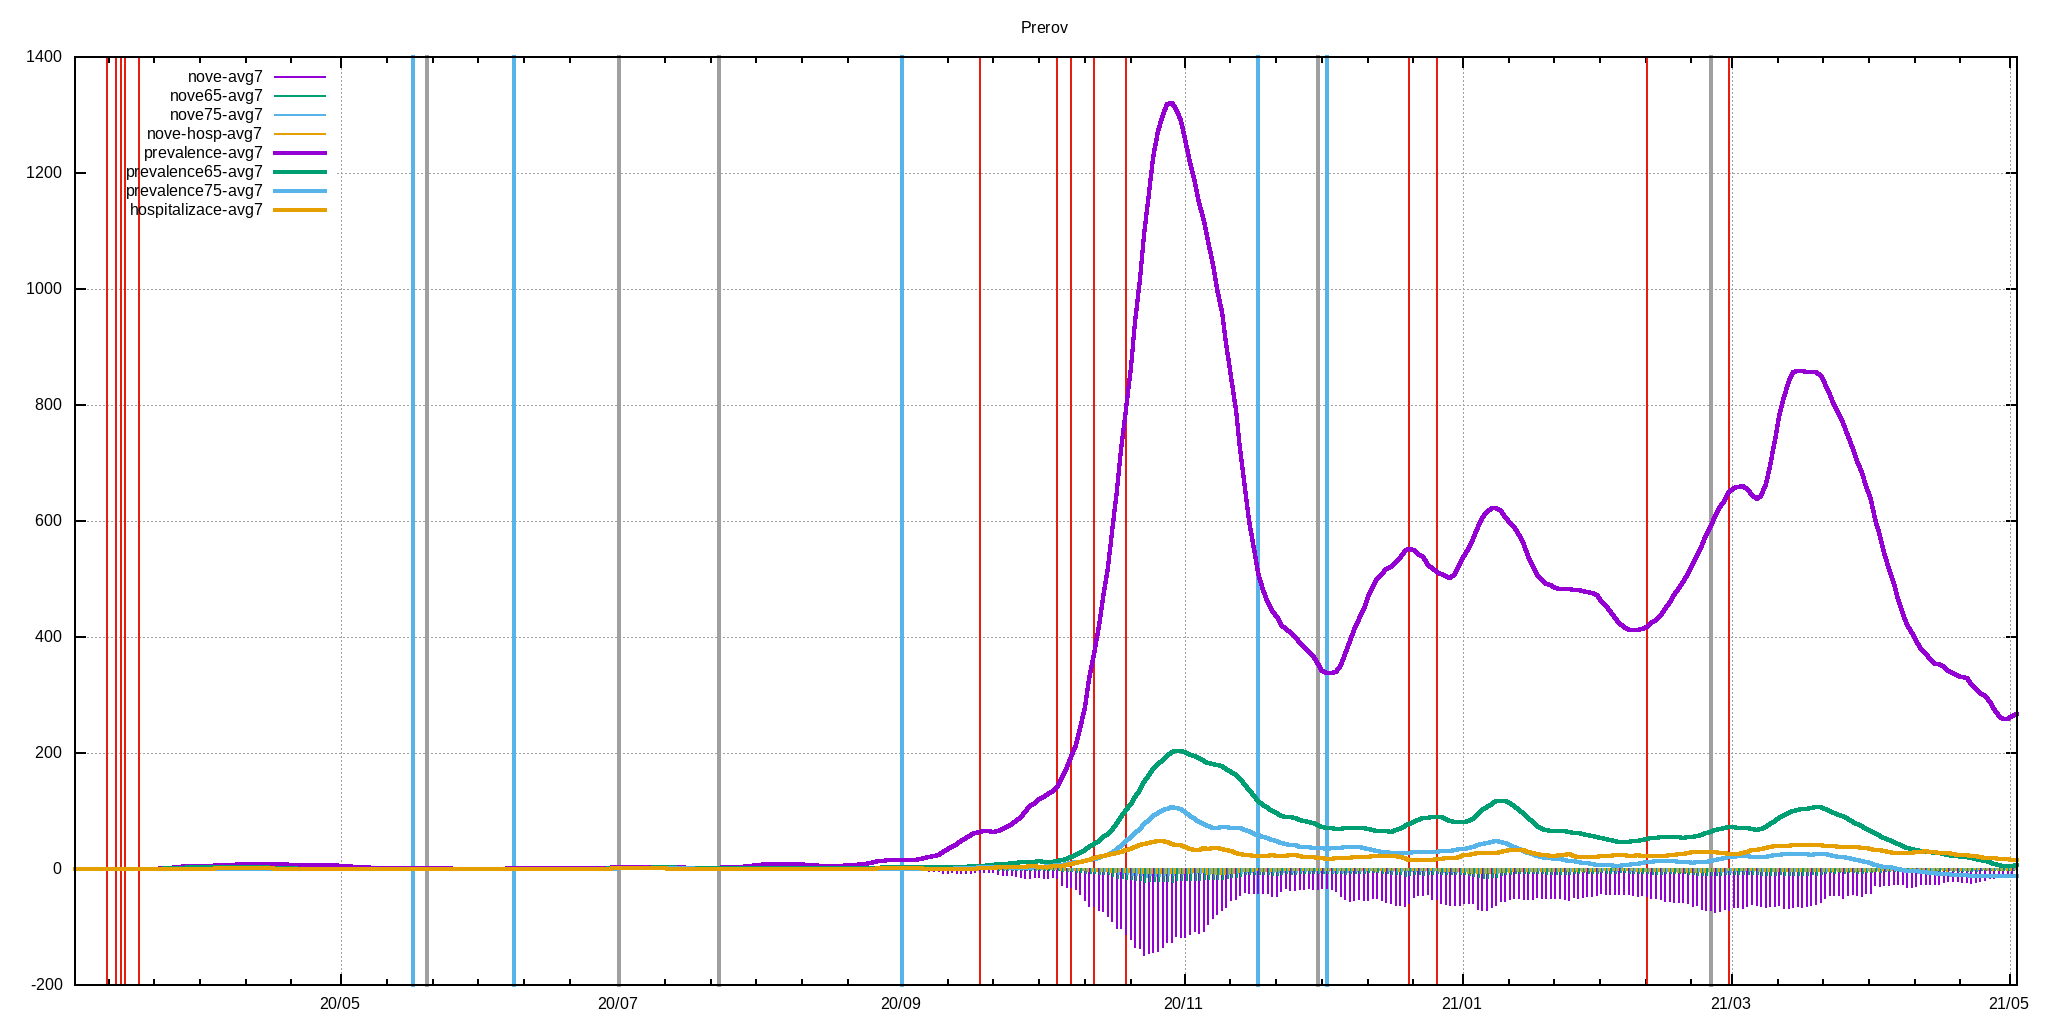 Prerov
1400
1200
1000
800
600
400
200
0
-200
nove-avg7
nove65-avg7
nove75-avg7
nove-hosp-avg7
prevalence-avg7
prevalence65-avg7
prevalence75-avg7
hospitalizace-avg7
20/05 20/07 20/09 20/11 21/01 21/03 21/05